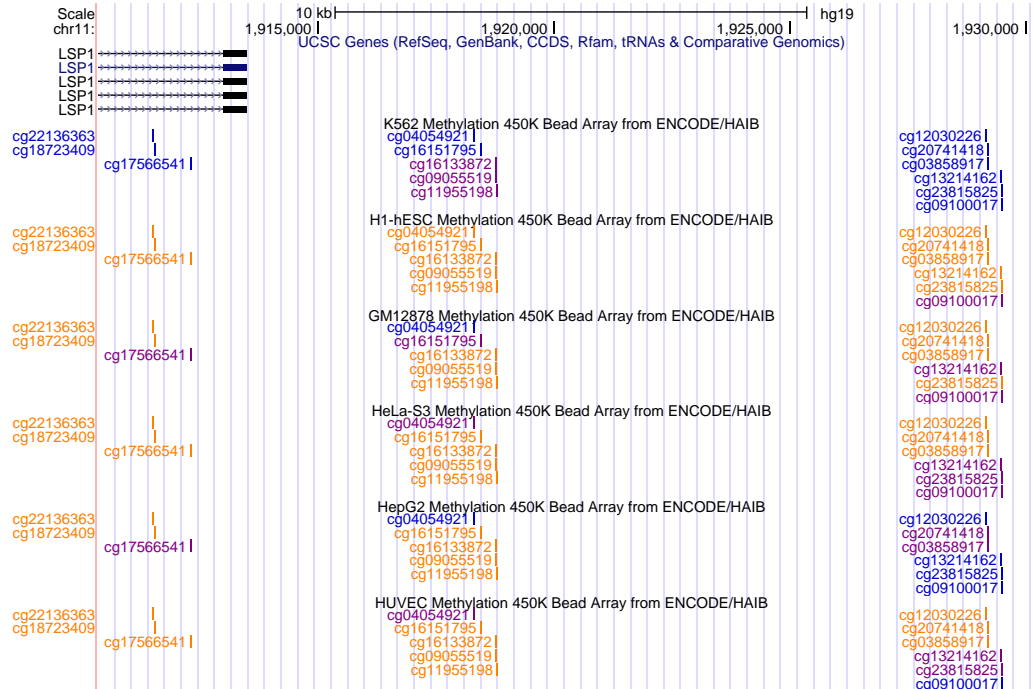 Scale 10 kb hg19
chr11: 1,915,000 1,920,000 1,925,000 1,930,000
UCSC Genes (RefSeq, GenBank, CCDS, Rfam, tRNAs & Comparative Genomics)
LSP1
LSP1
LSP1
LSP1
LSP1
K562 Methylation 450K Bead Array from ENCODE/HAIB
cg22136363 cg04054921 cg12030226
cg18723409 cg16151795 cg20741418
cg17566541 cg16133872 cg03858917
cg09055519 cg13214162
cg11955198 cg23815825
cg09100017
H1-hESC Methylation 450K Bead Array from ENCODE/HAIB
cg22136363 cg04054921 cg12030226
cg18723409 cg16151795 cg20741418
cg17566541 cg16133872 cg03858917
cg09055519 cg13214162
cg11955198 cg23815825
cg09100017
GM12878 Methylation 450K Bead Array from ENCODE/HAIB
cg22136363 cg04054921 cg12030226
cg18723409 cg16151795 cg20741418
cg17566541 cg16133872 cg03858917
cg09055519 cg13214162
cg11955198 cg23815825
cg09100017
HeLa-S3 Methylation 450K Bead Array from ENCODE/HAIB
cg22136363 cg04054921 cg12030226
cg18723409 cg16151795 cg20741418
cg17566541 cg16133872 cg03858917
cg09055519 cg13214162
cg11955198 cg23815825
cg09100017
HepG2 Methylation 450K Bead Array from ENCODE/HAIB
cg22136363 cg04054921 cg12030226
cg18723409 cg16151795 cg20741418
cg17566541 cg16133872 cg03858917
cg09055519 cg13214162
cg11955198 cg23815825
cg09100017
HUVEC Methylation 450K Bead Array from ENCODE/HAIB
cg22136363 cg04054921 cg12030226
cg18723409 cg16151795 cg20741418
cg17566541 cg16133872 cg03858917
cg09055519 cg13214162
cg11955198 cg23815825
cg09100017